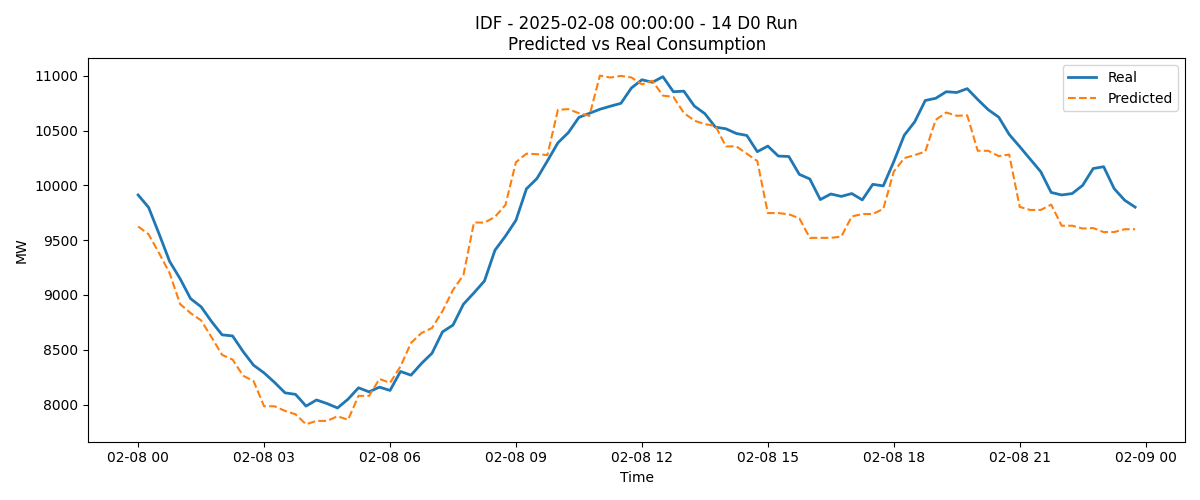 IDF - 2025-02-08 00:00:00 - 14 D0 Run
Predicted vs Real Consumption
11000
10500
10000
9500
9000
8500
8000
MW
Real
Predicted
02-08 00
02-08 03
02-08 06
02-08 09
02-08 12
02-08 15
02-08 18
02-08 21
02-09 00
Time